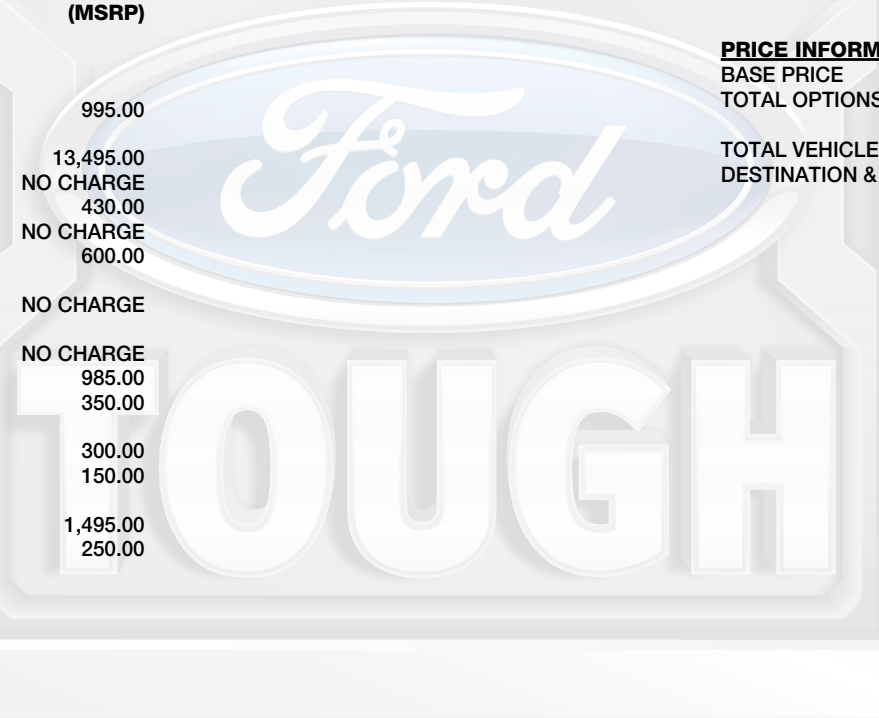 (MSRP)
995.00
13,495.00
NO CHARGE
430.00
NO CHARGE
600.00
NO CHARGE
NO CHARGE
985.00
350.00
300.00
150.00
1,495.00
250.00
PRICE INFORM
BASE PRICE
TOTAL OPTIONS
TOTAL VEHICLE
DESTINATION &
Ford
TOUGH